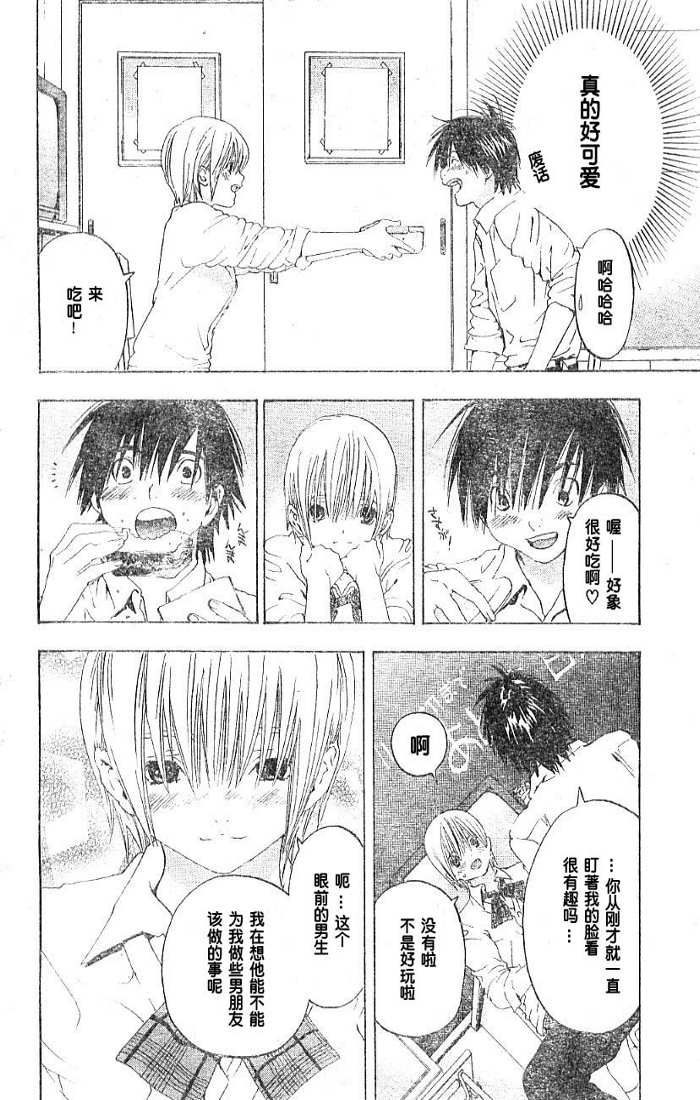 真的好可爱
废话
啊哈哈哈
来
吃吧！
喔——好象
很好吃啊♡
啊
…你从刚才就一直
盯著我的脸看
很有趣吗…
没有啦
不是好玩啦
呃…这个
眼前的男生
我在想他能不能
为我做些男朋友
该做的事呢